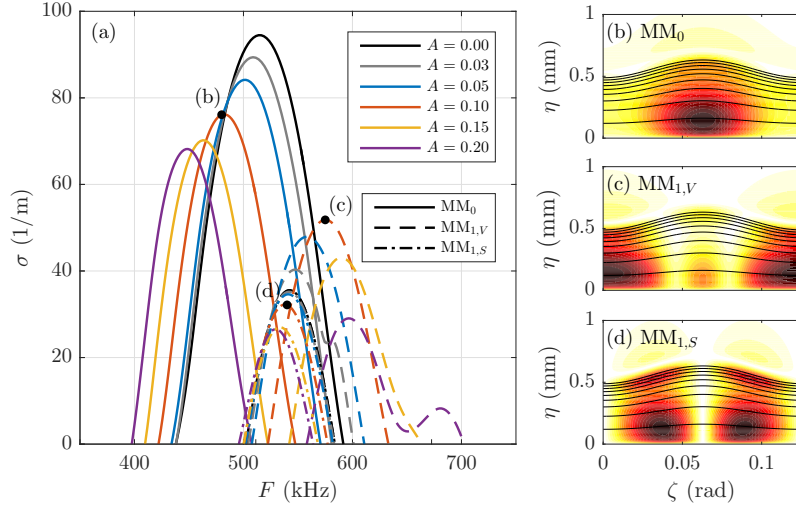 (a)
A = 0.00
A = 0.03
A = 0.05
A = 0.10
A = 0.15
A = 0.20
MM₀
MM₁,V
MM₁,S
(b)
(c)
(d)
0
20
40
60
80
100
σ (1/m)
400
500
600
700
F (kHz)
(b) MM₀
1
0.5
0
η (mm)
(c) MM₁,V
1
0.5
0
η (mm)
(d) MM₁,S
1
0.5
0
η (mm)
0
0.05
0.1
ζ (rad)